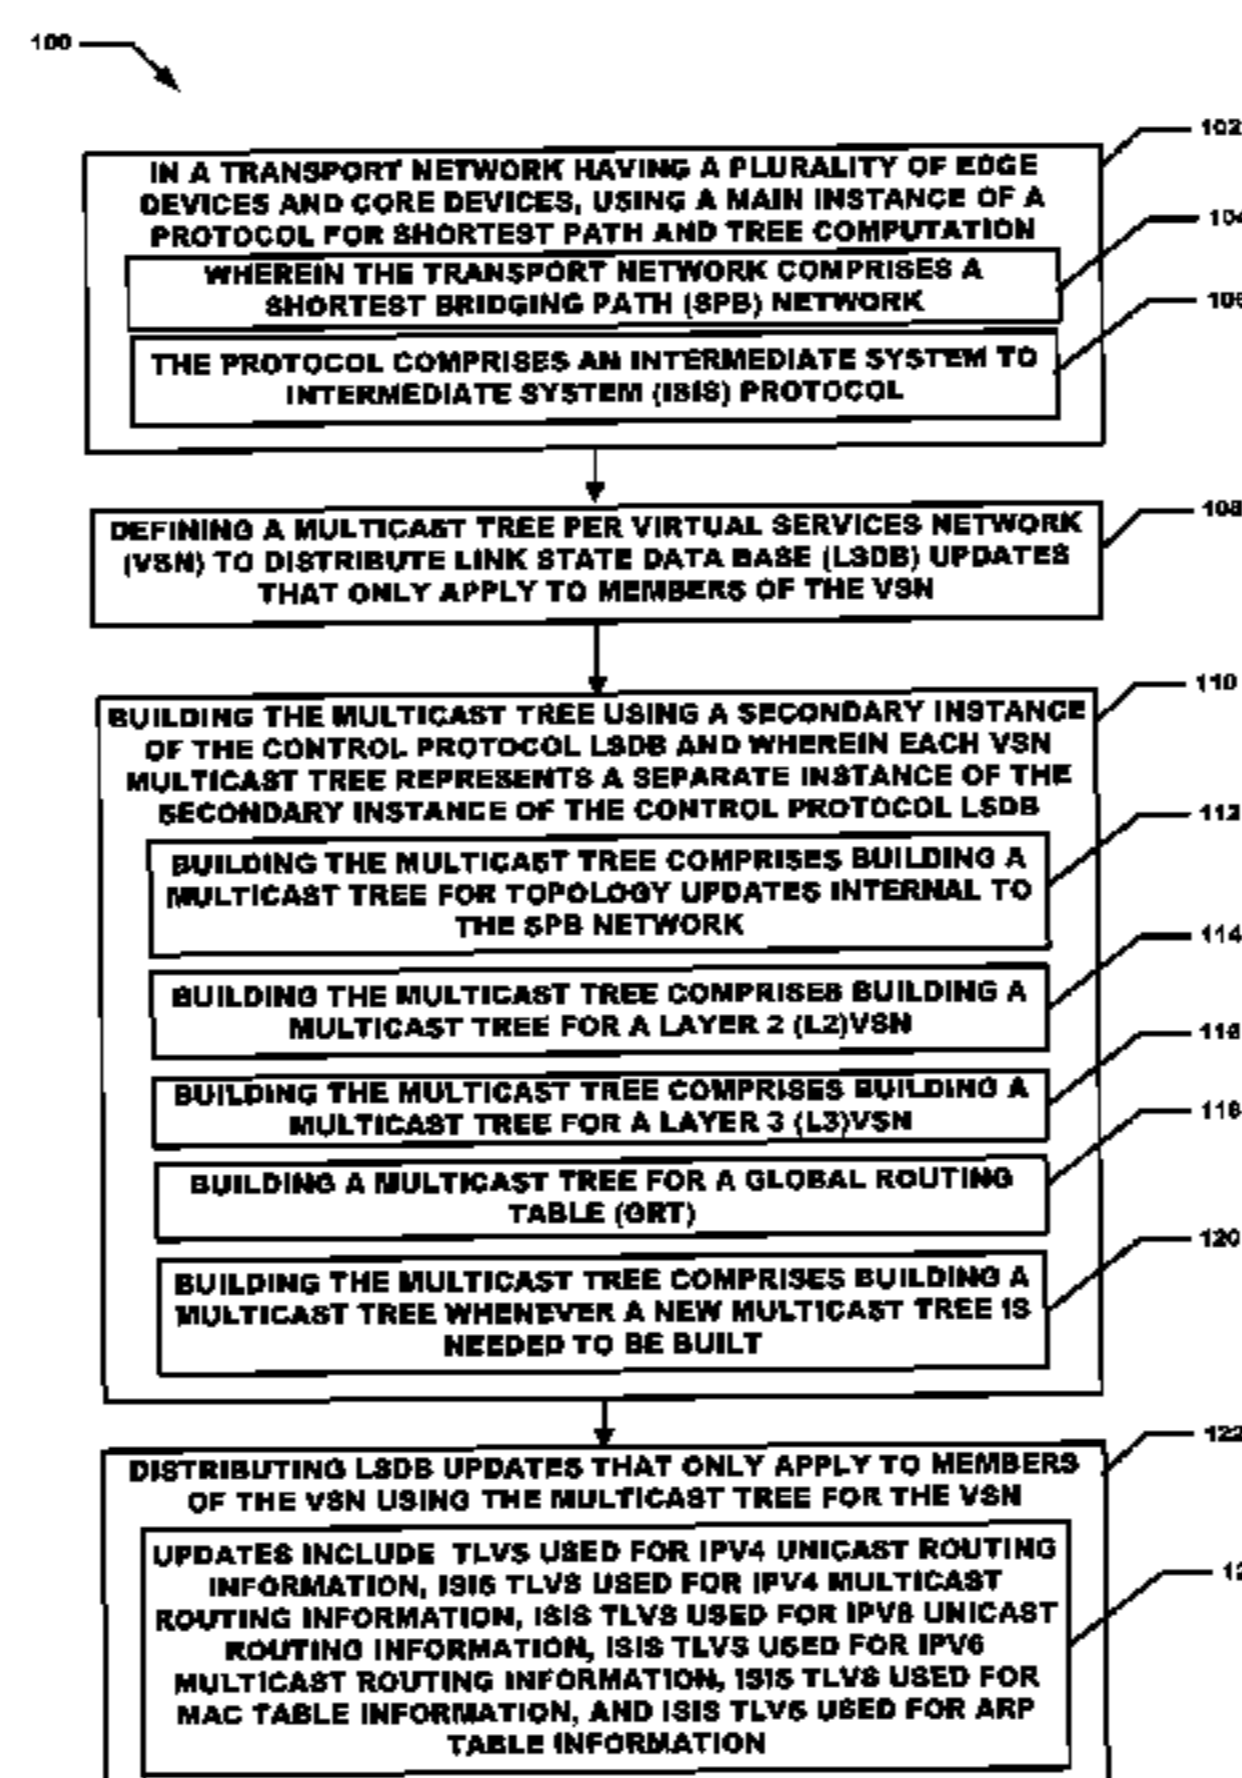 100
102
IN A TRANSPORT NETWORK HAVING A PLURALITY OF EDGE
DEVICES AND CORE DEVICES, USING A MAIN INSTANCE OF A
PROTOCOL FOR SHORTEST PATH AND TREE COMPUTATION
104
WHEREIN THE TRANSPORT NETWORK COMPRISES A
SHORTEST BRIDGING PATH (SPB) NETWORK
106
THE PROTOCOL COMPRISES AN INTERMEDIATE SYSTEM TO
INTERMEDIATE SYSTEM (ISIS) PROTOCOL
108
DEFINING A MULTICAST TREE PER VIRTUAL SERVICES NETWORK
(VSN) TO DISTRIBUTE LINK STATE DATA BASE (LSDB) UPDATES
THAT ONLY APPLY TO MEMBERS OF THE VSN
110
BUILDING THE MULTICAST TREE USING A SECONDARY INSTANCE
OF THE CONTROL PROTOCOL LSDB AND WHEREIN EACH VSN
MULTICAST TREE REPRESENTS A SEPARATE INSTANCE OF THE
SECONDARY INSTANCE OF THE CONTROL PROTOCOL LSDB
112
BUILDING THE MULTICAST TREE COMPRISES BUILDING A
MULTICAST TREE FOR TOPOLOGY UPDATES INTERNAL TO
THE SPB NETWORK
114
BUILDING THE MULTICAST TREE COMPRISES BUILDING A
MULTICAST TREE FOR A LAYER 2 (L2)VSN
116
BUILDING THE MULTICAST TREE COMPRISES BUILDING A
MULTICAST TREE FOR A LAYER 3 (L3)VSN
118
BUILDING A MULTICAST TREE FOR A GLOBAL ROUTING
TABLE (GRT)
120
BUILDING THE MULTICAST TREE COMPRISES BUILDING A
MULTICAST TREE WHENEVER A NEW MULTICAST TREE IS
NEEDED TO BE BUILT
122
DISTRIBUTING LSDB UPDATES THAT ONLY APPLY TO MEMBERS
OF THE VSN USING THE MULTICAST TREE FOR THE VSN
UPDATES INCLUDE TLVS USED FOR IPV4 UNICAST ROUTING
INFORMATION, ISIS TLVS USED FOR IPV4 MULTICAST
ROUTING INFORMATION, ISIS TLVS USED FOR IPV6 UNICAST
ROUTING INFORMATION, ISIS TLVS USED FOR IPV6
MULTICAST ROUTING INFORMATION, ISIS TLVS USED FOR
MAC TABLE INFORMATION, AND ISIS TLVS USED FOR ARP
TABLE INFORMATION